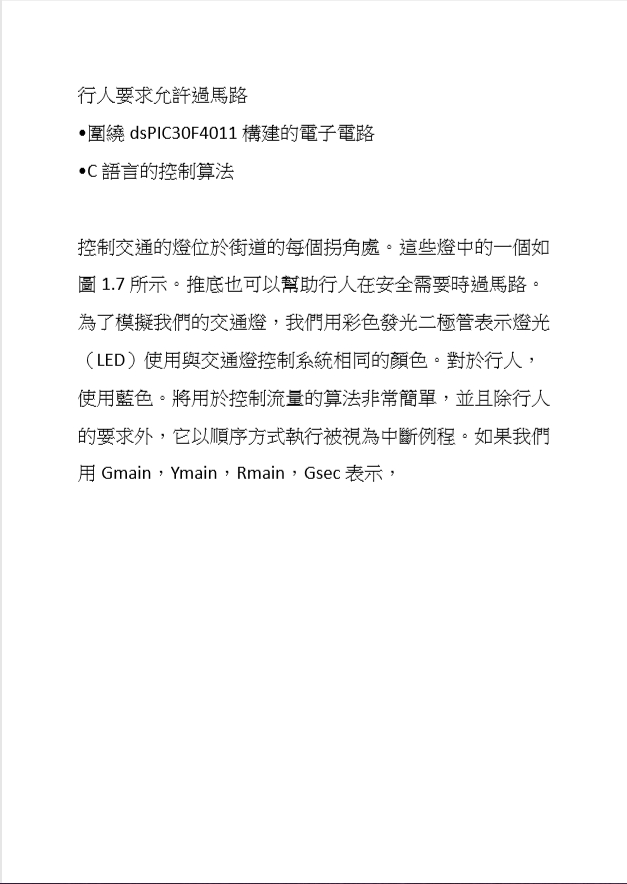 行人要求允許過馬路
•圍繞 dsPIC30F4011 構建的電子電路
•C 語言的控制算法
控制交通的燈位於街道的每個拐角處。這些燈中的一個如
圖 1.7 所示。推底也可以幫助行人在安全需要時過馬路。
為了模擬我們的交通燈，我們用彩色發光二極管表示燈光
（LED）使用與交通燈控制系統相同的顏色。對於行人，
使用藍色。將用於控制流量的算法非常簡單，並且除行人
的要求外，它以順序方式執行被視為中斷例程。如果我們
用 Gmain，Ymain，Rmain，Gsec 表示，